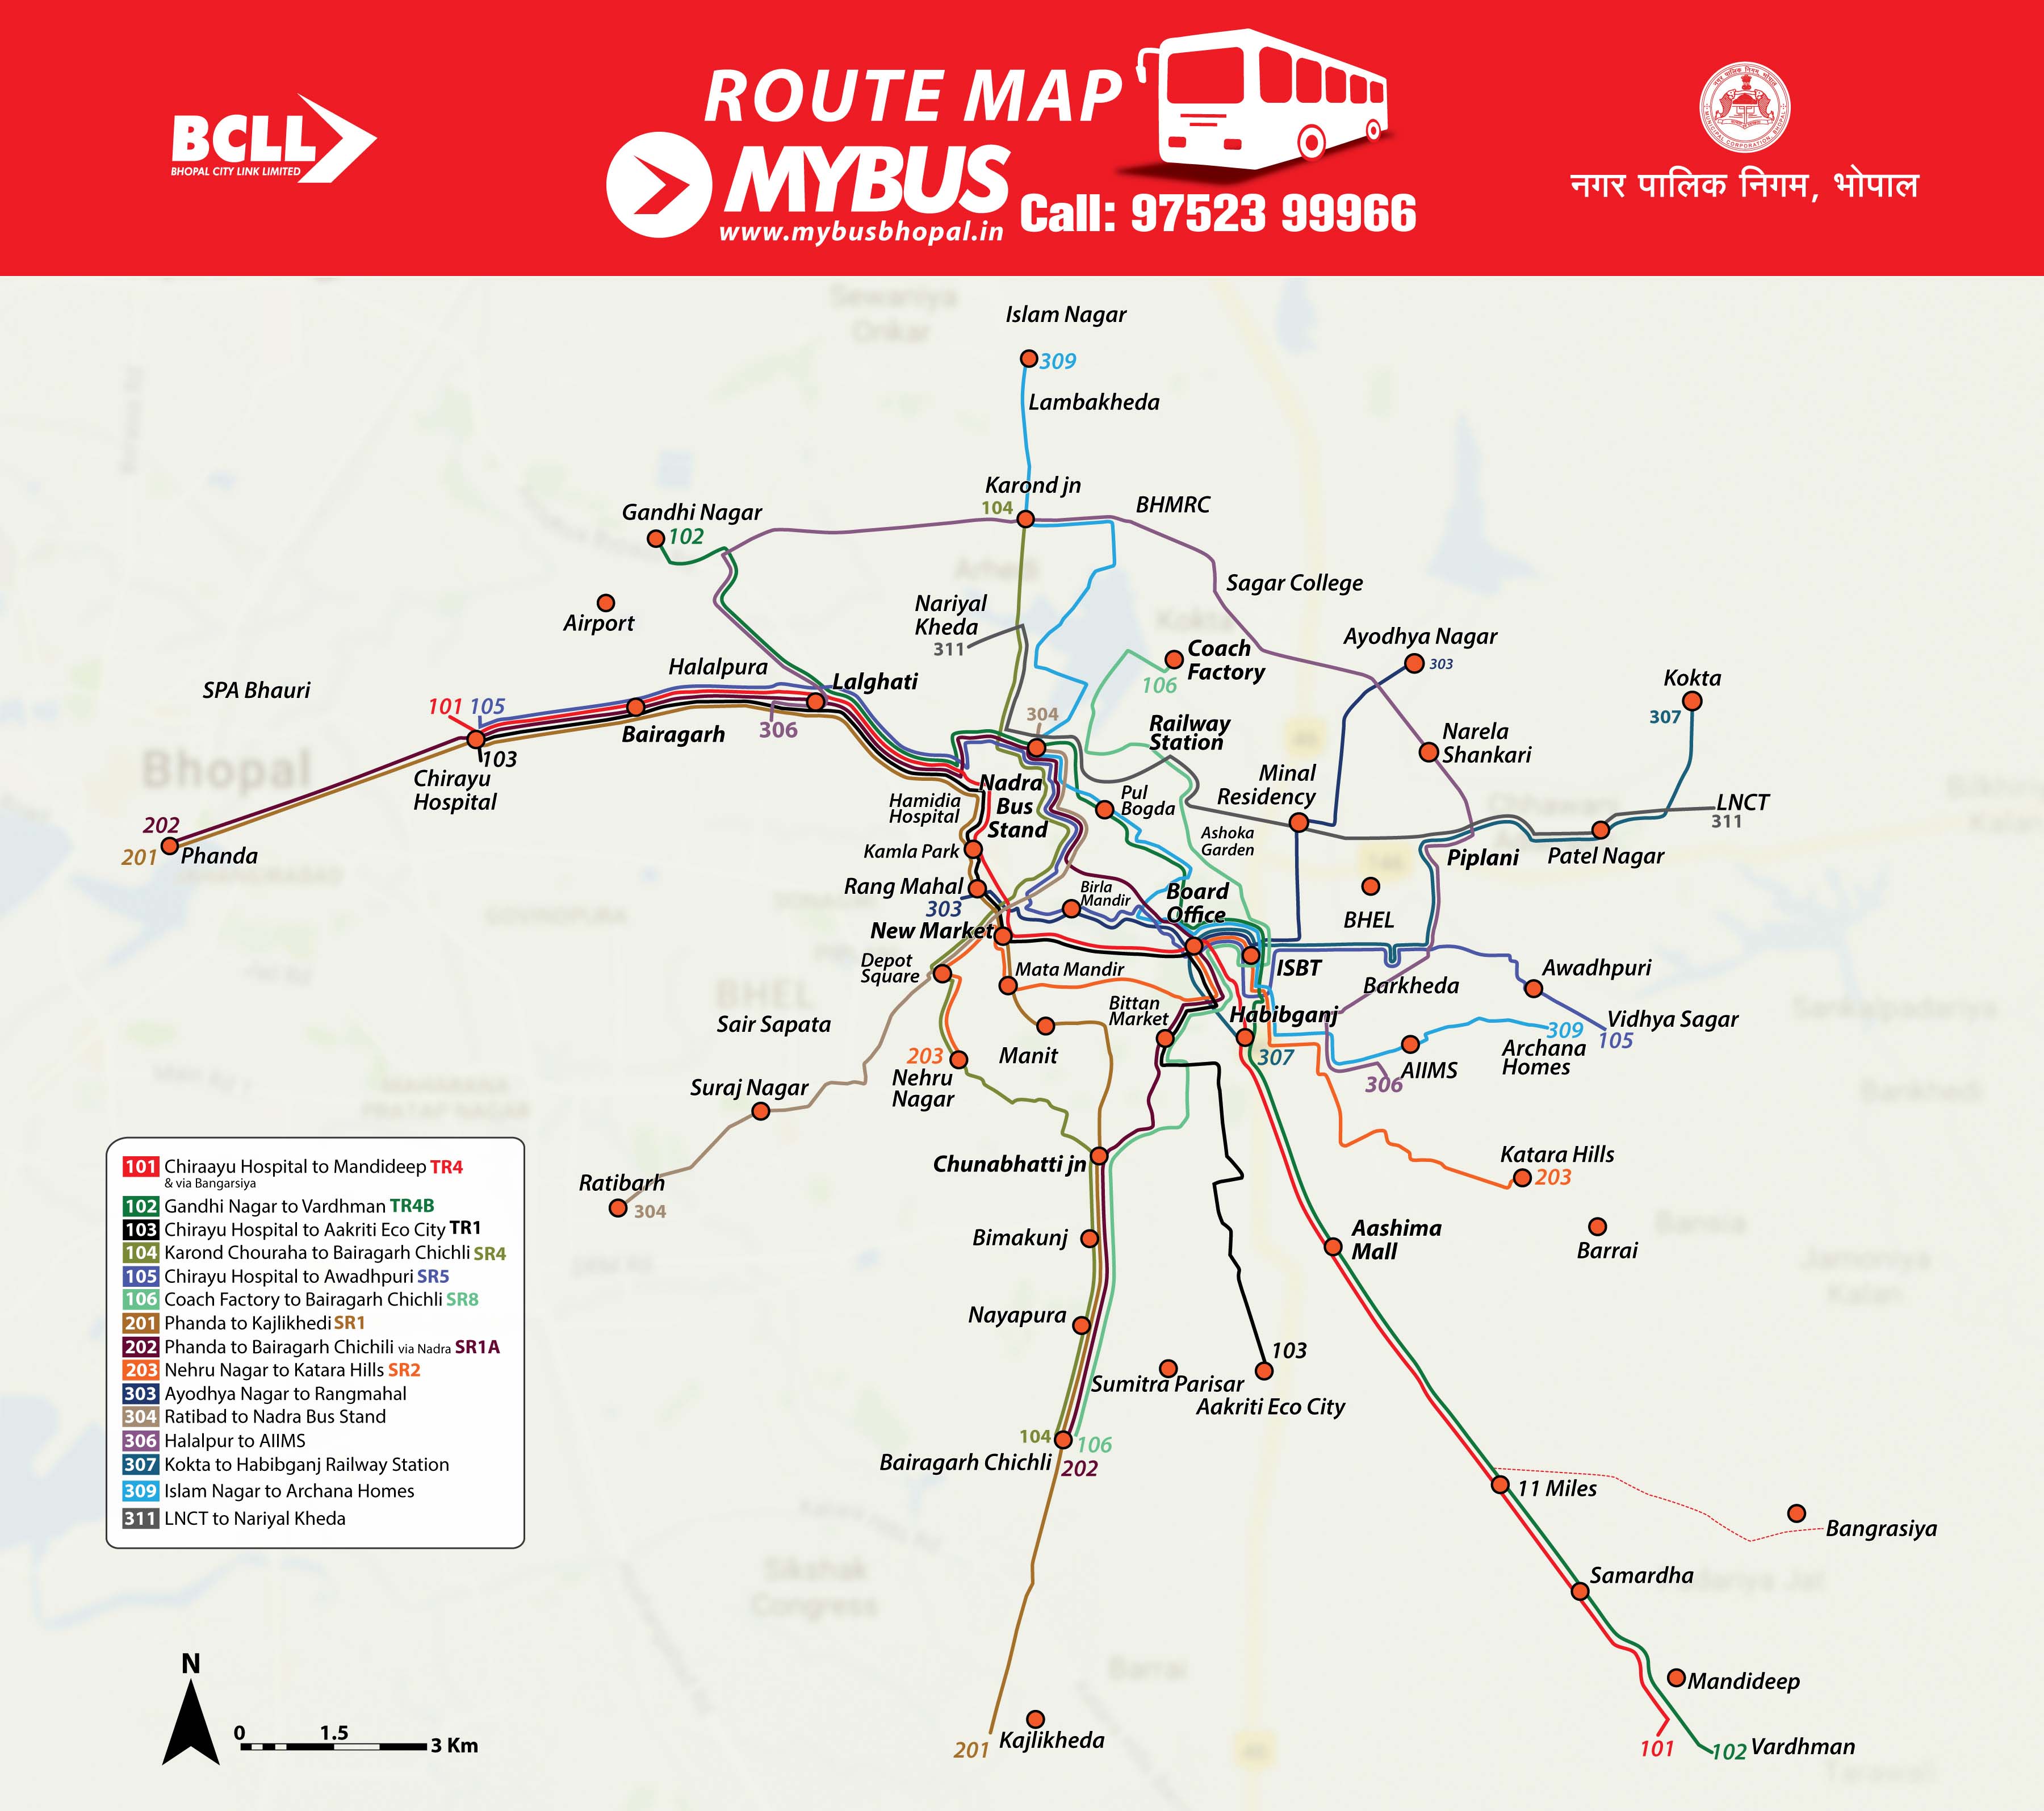 BCLL
BHOPAL CITY LINK LIMITED
ROUTE MAP
MYBUS
www.mybusbhopal.in
Call: 97523 99966
नगर पालिक निगम, भोपाल
Islam Nagar
309
Lambakheda
Karond jn
104
BHMRC
Gandhi Nagar
102
Sagar College
Airport
Nariyal
Kheda
311
Ayodhya Nagar
303
Coach
Factory
106
Halalpura
Lalghati
Kokta
307
SPA Bhauri
101 105
306
Bairagarh
304
Railway
Station
Narela
Shankari
103
Chirayu
Hospital
Nadra
Bus
Stand
Hamidia
Hospital
Pul
Bogda
Minal
Residency
LNCT
311
202
201
Phanda
Ashoka
Garden
Kamla Park
Piplani
Patel Nagar
Rang Mahal
303
Birla
Mandir
Board
Office
BHEL
New Market
Depot
Square
Mata Mandir
ISBT
Barkheda
Awadhpuri
Sair Sapata
Bittan
Market
Habibganj
Vidhya Sagar
309
105
Archana
Homes
203
Nehru
Nagar
Manit
307
AIIMS
306
Suraj Nagar
Chunabhatti jn
Katara Hills
203
Ratibarh
304
Bimakunj
Aashima
Mall
Barrai
Nayapura
103
Sumitra Parisar
Aakriti Eco City
104
106
Bairagarh Chichli
202
11 Miles
Bangrasiya
Samardha
Mandideep
Kajlikheda
201
101
102 Vardhman
101 Chiraayu Hospital to Mandideep TR4
& via Bangarsiya
102 Gandhi Nagar to Vardhman TR4B
103 Chirayu Hospital to Aakriti Eco City TR1
104 Karond Chouraha to Bairagarh Chichli SR4
105 Chirayu Hospital to Awadhpuri SR5
106 Coach Factory to Bairagarh Chichli SR8
201 Phanda to Kajlikhedi SR1
202 Phanda to Bairagarh Chichili via Nadra SR1A
203 Nehru Nagar to Katara Hills SR2
303 Ayodhya Nagar to Rangmahal
304 Ratibad to Nadra Bus Stand
306 Halalpur to AIIMS
307 Kokta to Habibganj Railway Station
309 Islam Nagar to Archana Homes
311 LNCT to Nariyal Kheda
N
0 1.5 3 Km
Bhopal
BHEL
Sewaniya
Onkar
Kokta
Sikshak
Congress
Barrai
Bankhedi
Jamoniya
Kalan